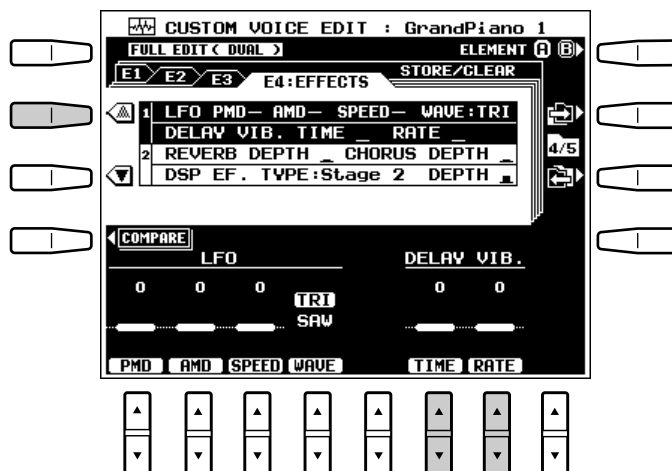 CUSTOM VOICE EDIT : GrandPiano 1
FULL EDIT( DUAL ) ELEMENT A B
E1 E2 E3 E4:EFFECTS STORE/CLEAR
1 LFO PMD— AMD— SPEED— WAVE:TRI
DELAY VIB. TIME _ RATE _
4/5
2 REVERB DEPTH _ CHORUS DEPTH _
DSP EF. TYPE:Stage 2 DEPTH
COMPARE
LFO DELAY VIB.
0 0 0 TRI 0 0
SAW
PMD AMD SPEED WAVE TIME RATE